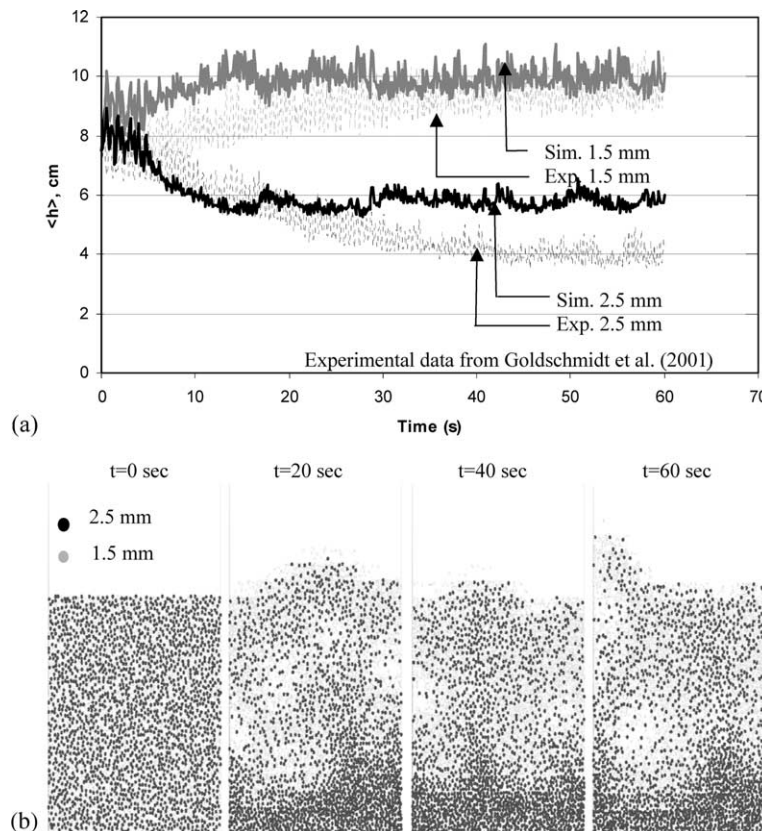 12
10
8
6
4
2
0
<h>, cm
Sim. 1.5 mm
Exp. 1.5 mm
Sim. 2.5 mm
Exp. 2.5 mm
Experimental data from Goldschmidt et al. (2001)
0 10 20 30 40 50 60 70
Time (s)
(a)
t=0 sec t=20 sec t=40 sec t=60 sec
2.5 mm
1.5 mm
(b)